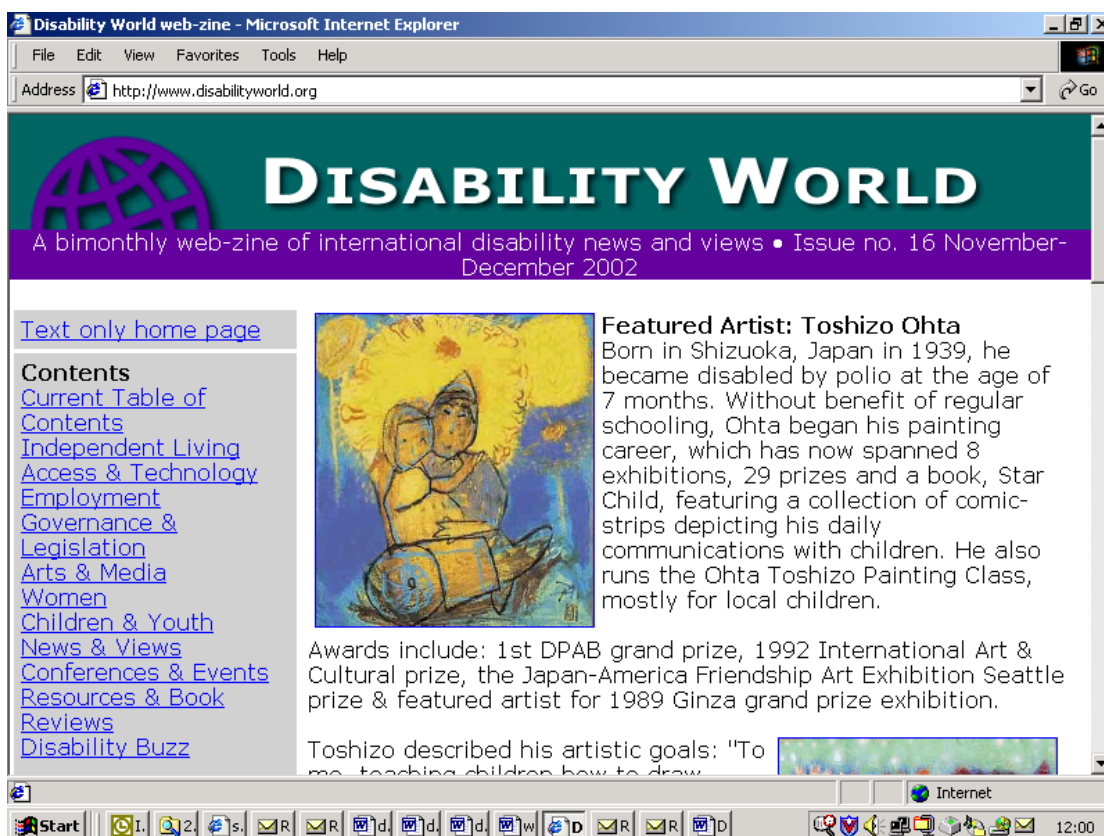 Disability World web-zine - Microsoft Internet Explorer
File Edit View Favorites Tools Help
Address http://www.disabilityworld.org Go
DISABILITY WORLD
A bimonthly web-zine of international disability news and views • Issue no. 16 November-
December 2002
Text only home page
Contents
Current Table of
Contents
Independent Living
Access & Technology
Employment
Governance &
Legislation
Arts & Media
Women
Children & Youth
News & Views
Conferences & Events
Resources & Book
Reviews
Disability Buzz
Featured Artist: Toshizo Ohta
Born in Shizuoka, Japan in 1939, he
became disabled by polio at the age of
7 months. Without benefit of regular
schooling, Ohta began his painting
career, which has now spanned 8
exhibitions, 29 prizes and a book, Star
Child, featuring a collection of comic-
strips depicting his daily
communications with children. He also
runs the Ohta Toshizo Painting Class,
mostly for local children.
Awards include: 1st DPAB grand prize, 1992 International Art &
Cultural prize, the Japan-America Friendship Art Exhibition Seattle
prize & featured artist for 1989 Ginza grand prize exhibition.
Toshizo described his artistic goals: "To
me, teaching children how to draw
Internet
Start I. 2. s. R R d. d. d. w D R R D 12:00